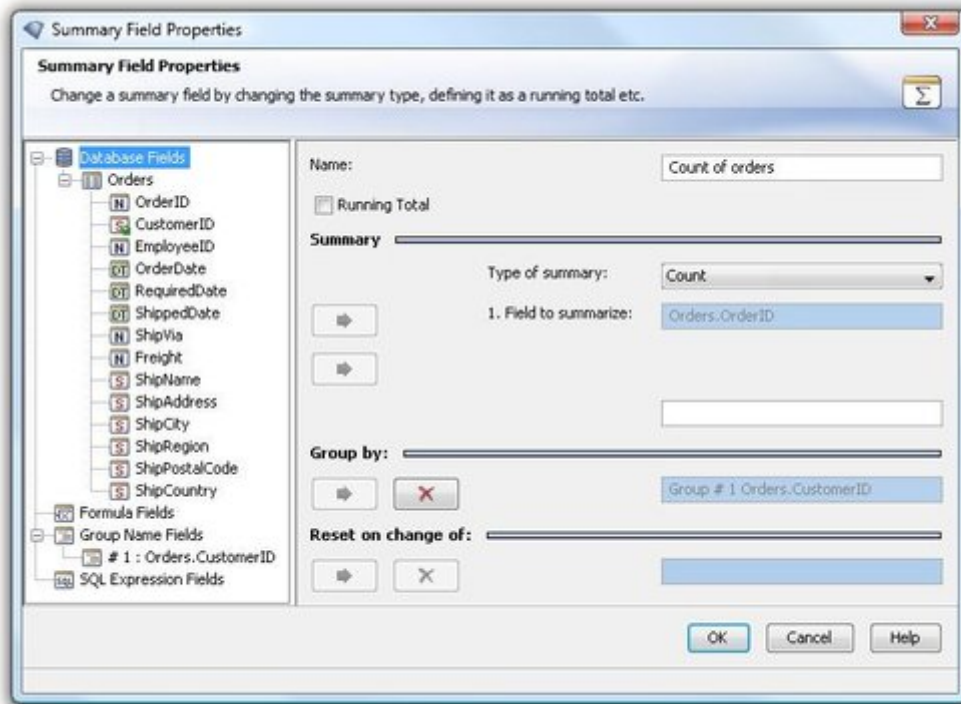 Summary Field Properties
Summary Field Properties
Change a summary field by changing the summary type, defining it as a running total etc.
Database Fields
Orders
N OrderID
S CustomerID
N EmployeeID
DT OrderDate
DT RequiredDate
DT ShippedDate
N ShipVia
N Freight
S ShipName
S ShipAddress
S ShipCity
S ShipRegion
S ShipPostalCode
S ShipCountry
Formula Fields
Group Name Fields
# 1 : Orders.CustomerID
SQL SQL Expression Fields
Name: Count of orders
Running Total
Summary
Type of summary: Count
1. Field to summarize: Orders.OrderID
Group by:
Group # 1 Orders.CustomerID
Reset on change of:
OK Cancel Help